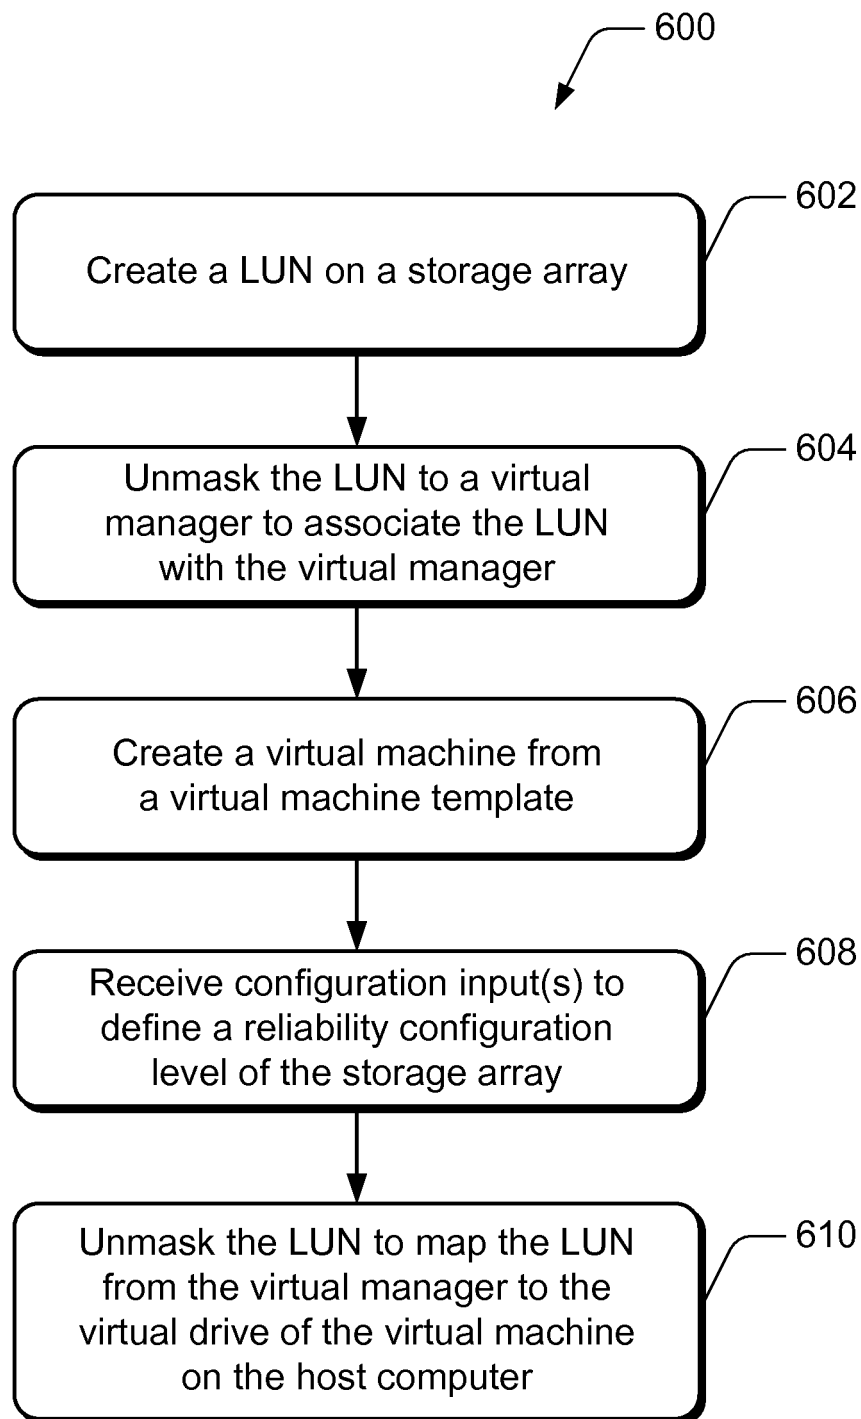 600
602
Create a LUN on a storage array
604
Unmask the LUN to a virtual
manager to associate the LUN
with the virtual manager
606
Create a virtual machine from
a virtual machine template
608
Receive configuration input(s) to
define a reliability configuration
level of the storage array
610
Unmask the LUN to map the LUN
from the virtual manager to the
virtual drive of the virtual machine
on the host computer